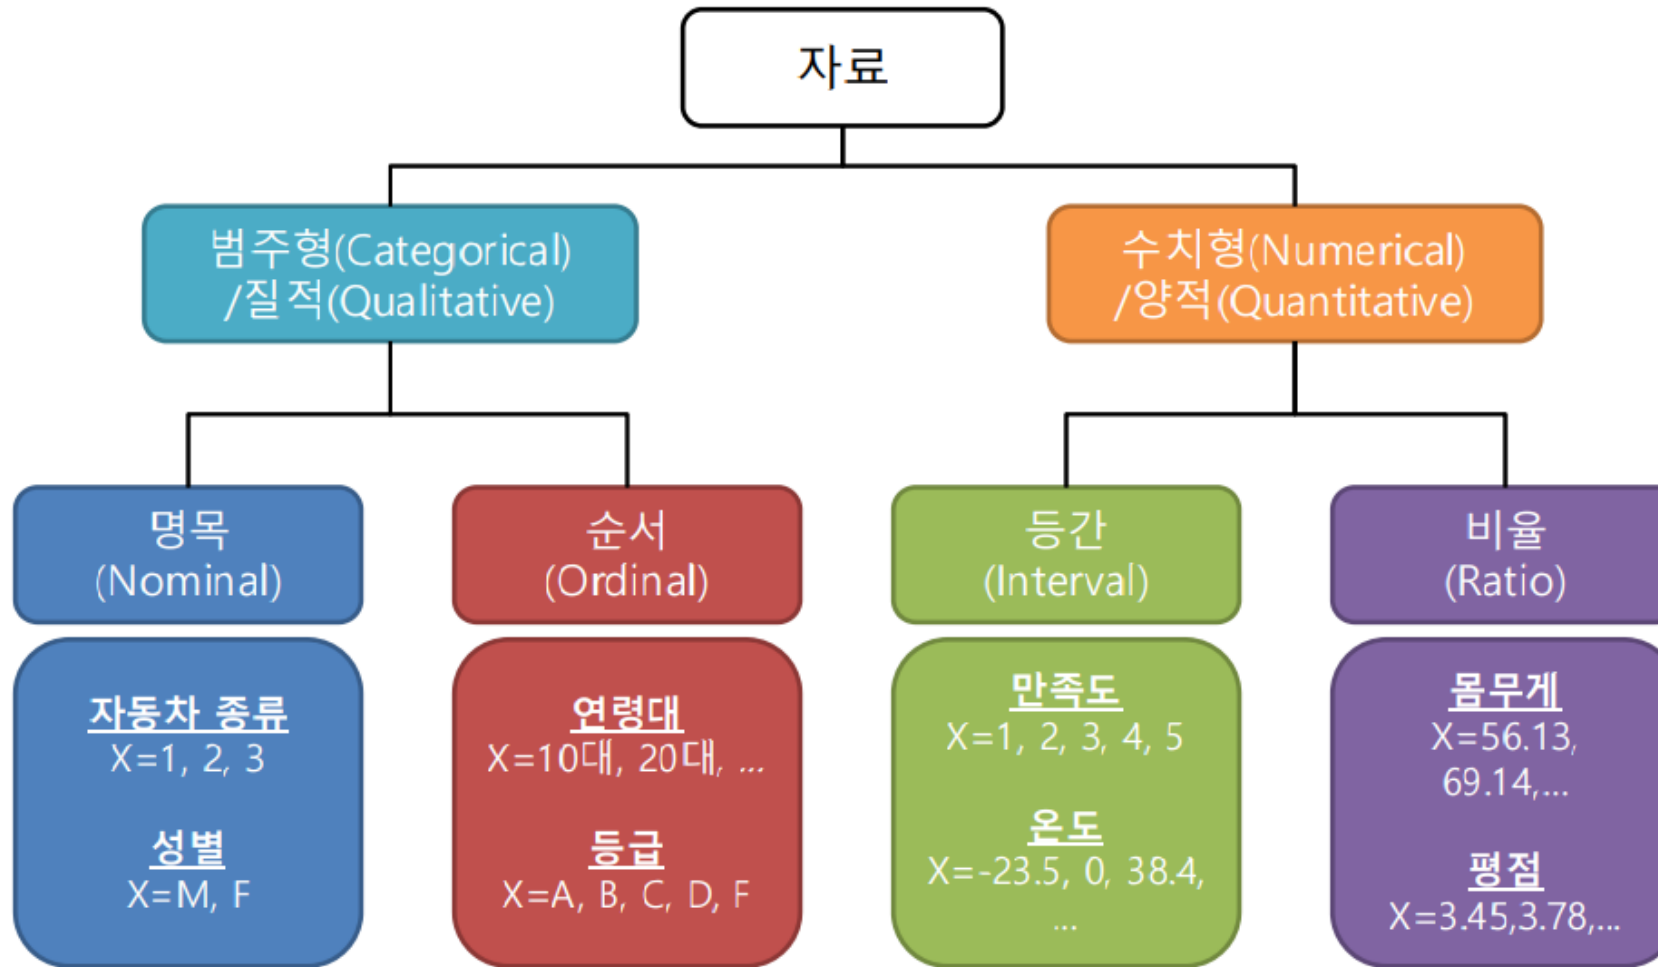 자료
범주형(Categorical)
/질적(Qualitative)
수치형(Numerical)
/양적(Quantitative)
명목
(Nominal)
순서
(Ordinal)
등간
(Interval)
비율
(Ratio)
자동차 종류
X=1, 2, 3
성별
X=M, F
연령대
X=10대, 20대, ...
등급
X=A, B, C, D, F
만족도
X=1, 2, 3, 4, 5
온도
X=-23.5, 0, 38.4,
...
몸무게
X=56.13,
69.14,...
평점
X=3.45,3.78,...